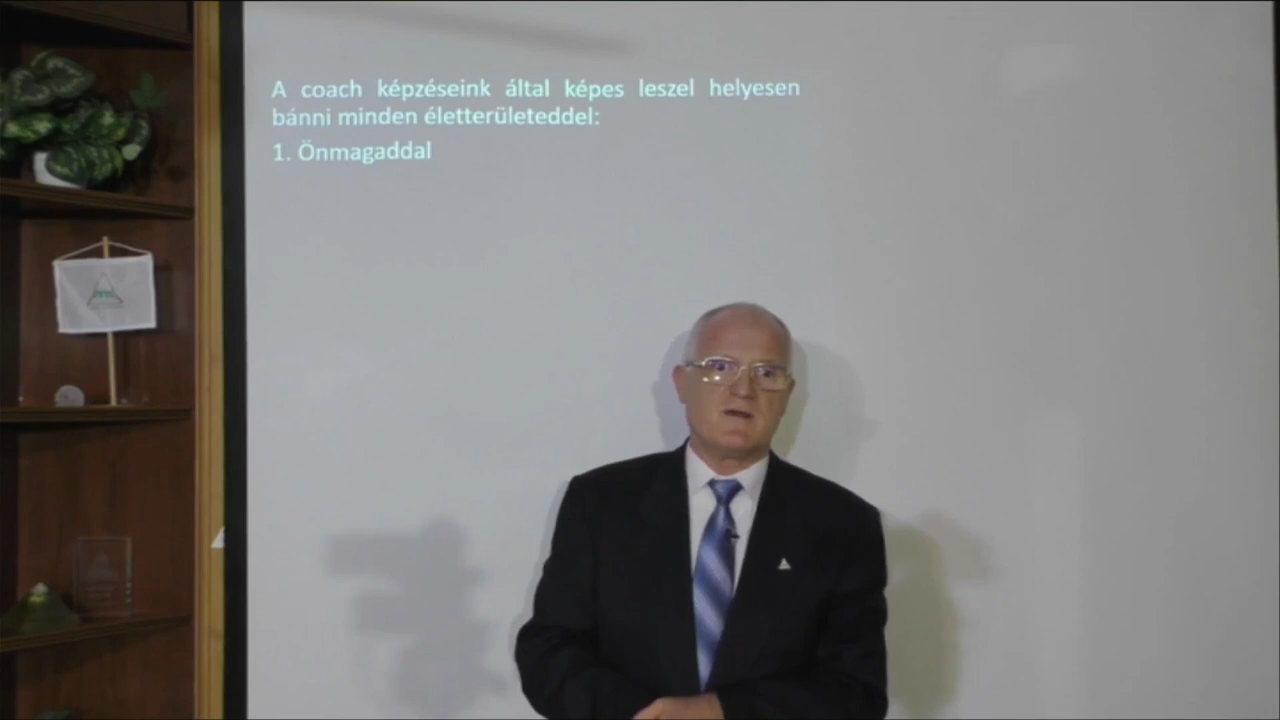 A coach képzéseink által képes leszel helyesen
bánni minden életterületeddel:
1. Önmagaddal